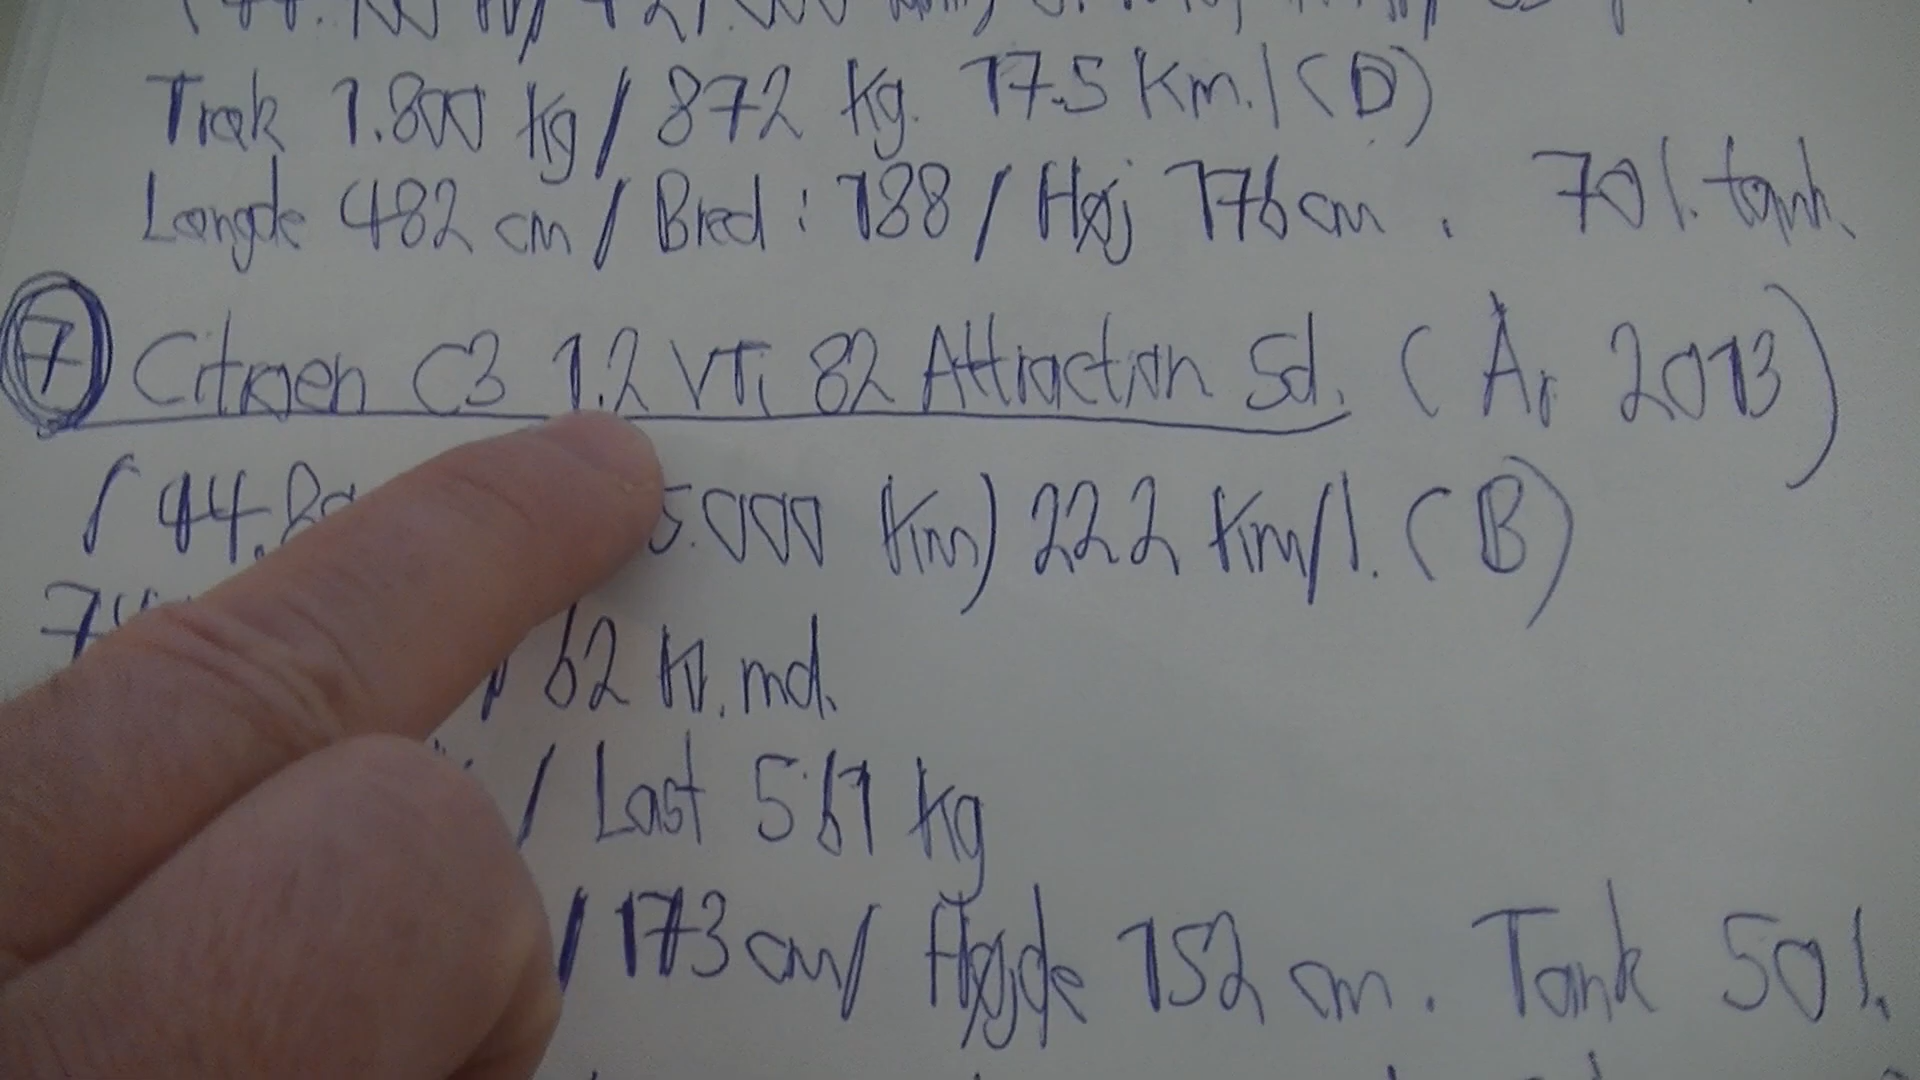 Træk 1.800 kg / 872 kg. 17.5 Km./ (D)
Længde 482 cm / Bred : 188 / Høj 176 cm . 70 l. tank.
7 Citroen C3 1.2 VTi 82 Attraction 5d. (År 2013)
( 44.8 5.000 Km) 22.2 Km/l. (B)
62 Kr. md.
/ Last 561 kg
/ 173 cm / Højde 152 cm . Tank 50 l.